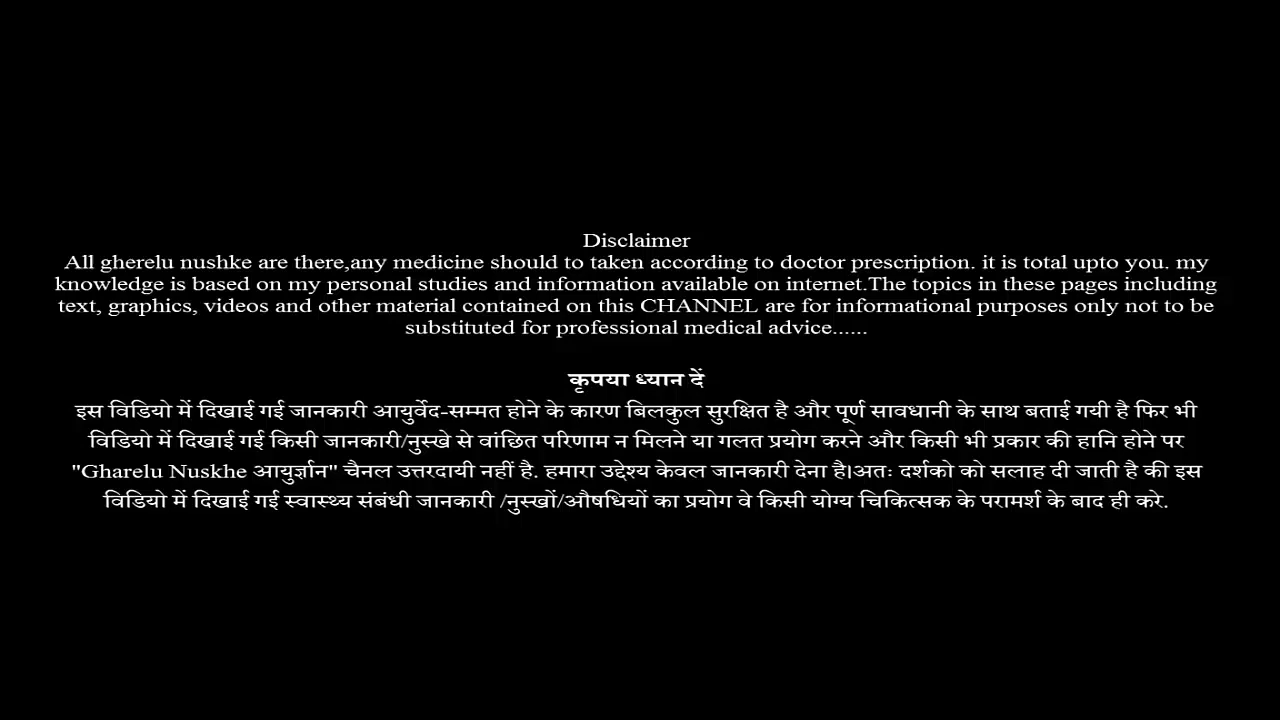 Disclaimer
All gherelu nushke are there,any medicine should to taken according to doctor prescription. it is total upto you. my
knowledge is based on my personal studies and information available on internet.The topics in these pages including
text, graphics, videos and other material contained on this CHANNEL are for informational purposes only not to be
substituted for professional medical advice......
कृपया ध्यान दें
इस विडियो में दिखाई गई जानकारी आयुर्वेद-सम्मत होने के कारण बिलकुल सुरक्षित है और पूर्ण सावधानी के साथ बताई गयी है फिर भी
विडियो में दिखाई गई किसी जानकारी/नुस्खे से वांछित परिणाम न मिलने या गलत प्रयोग करने और किसी भी प्रकार की हानि होने पर
"Gharelu Nuskhe आयुर्ज्ञान" चैनल उत्तरदायी नहीं है. हमारा उद्देश्य केवल जानकारी देना है।अतः दर्शको को सलाह दी जाती है की इस
विडियो में दिखाई गई स्वास्थ्य संबंधी जानकारी /नुस्खों/औषधियों का प्रयोग वे किसी योग्य चिकित्सक के परामर्श के बाद ही करे.